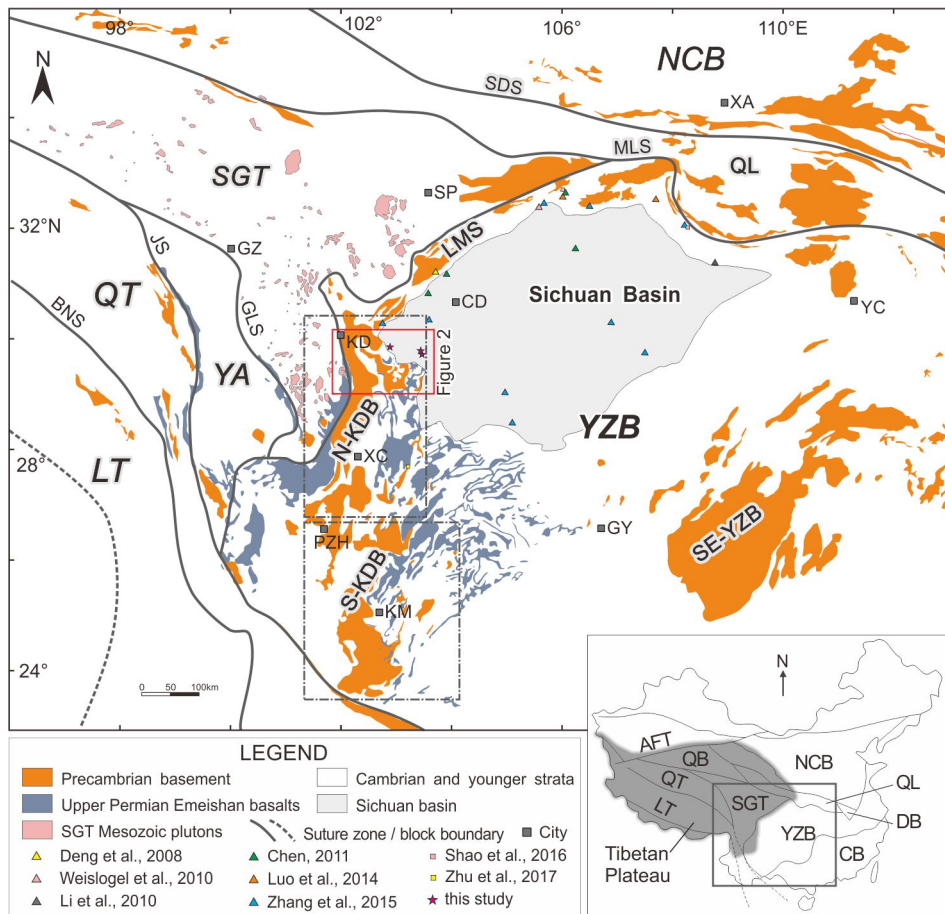 98°
102°
106°
110°E
N
NCB
SDS
XA
MLS
QL
SGT
SP
32°N
JS
GZ
LMS
QT
BNS
GLS
CD
Sichuan Basin
YC
KD
Figure 2
YA
N-KDB
YZB
28°
XC
LT
PZH
GY
SE-YZB
S-KDB
KM
24°
0 50 100km
LEGEND
Precambrian basement
Cambrian and younger strata
Upper Permian Emeishan basalts
Sichuan basin
SGT Mesozoic plutons
Suture zone / block boundary
City
Deng et al., 2008
Chen, 2011
Shao et al., 2016
Weislogel et al., 2010
Luo et al., 2014
Zhu et al., 2017
Li et al., 2010
Zhang et al., 2015
this study
N
AFT
QB
NCB
QT
QL
LT
SGT
DB
YZB
CB
Tibetan
Plateau